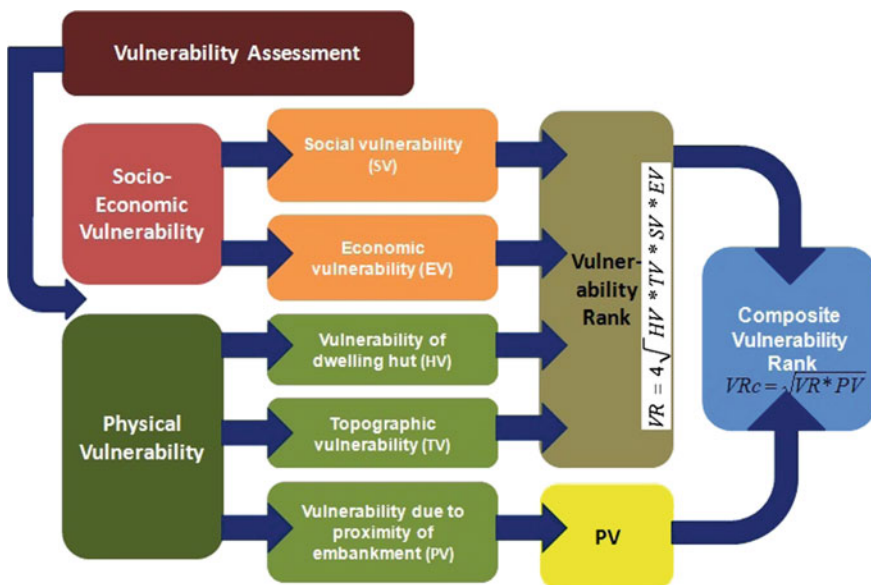 Vulnerability Assessment
Socio-
Economic
Vulnerability
Social vulnerability
(SV)
Economic
vulnerability (EV)
Physical
Vulnerability
Vulnerability of
dwelling hut (HV)
Topographic
vulnerability (TV)
Vulnerability due to
proximity of
embankment (PV)
Vulner-
ability
Rank
VR = 4√HV * TV * SV * EV
PV
Composite
Vulnerability
Rank
VRc = √VR * PV